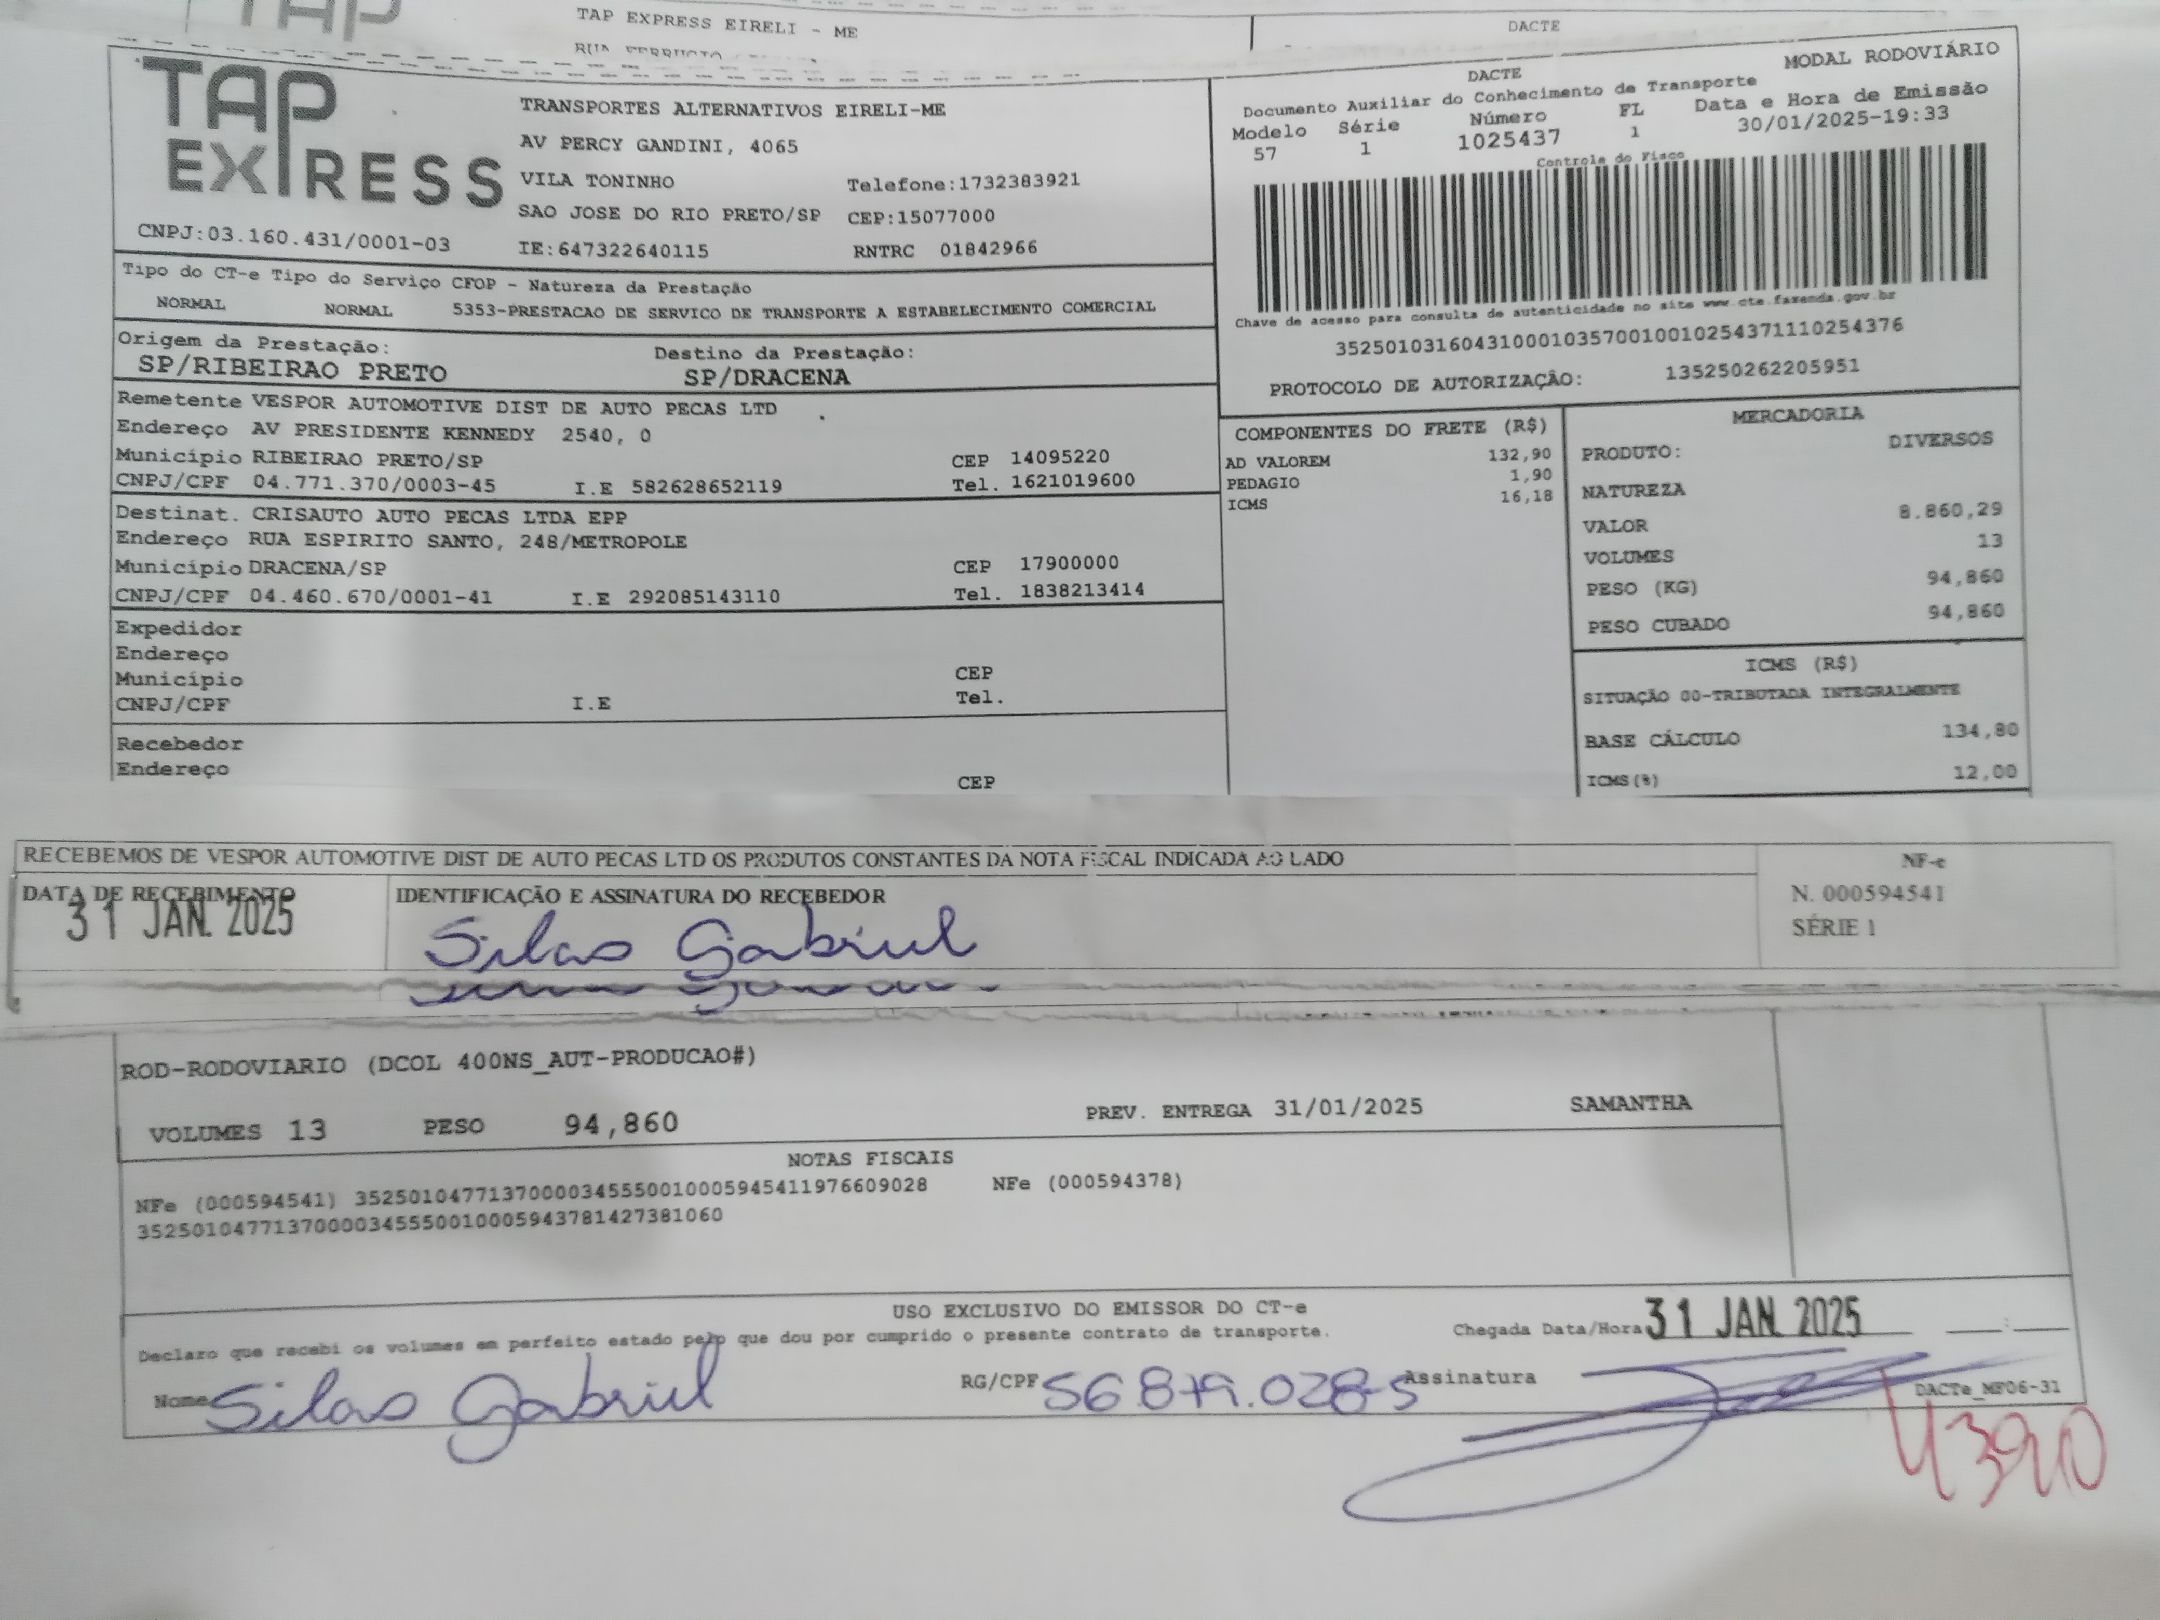 TAP EXPRESS EIRELI - ME
DACTE
TAP EXPRESS
TRANSPORTES ALTERNATIVOS EIRELI-ME
AV PERCY GANDINI, 4065
VILA TONINHO Telefone:1732383921
SAO JOSE DO RIO PRETO/SP CEP:15077000
CNPJ:03.160.431/0001-03 IE:647322640115 RNTRC 01842966
DACTE MODAL RODOVIÁRIO
Documento Auxiliar do Conhecimento de Transporte
Modelo Série Número FL Data e Hora de Emissão
57 1 1025437 1 30/01/2025-19:33
Controle do Fisco
Chave de acesso para consulta de autenticidade no site www.cte.fazenda.gov.br
35250103160431000103570010010254371110254376
PROTOCOLO DE AUTORIZAÇÃO: 135250262205951
Tipo do CT-e Tipo do Serviço CFOP - Natureza da Prestação
NORMAL NORMAL 5353-PRESTACAO DE SERVICO DE TRANSPORTE A ESTABELECIMENTO COMERCIAL
Origem da Prestação: Destino da Prestação:
SP/RIBEIRAO PRETO SP/DRACENA
Remetente VESPOR AUTOMOTIVE DIST DE AUTO PECAS LTD
Endereço AV PRESIDENTE KENNEDY 2540, 0
Município RIBEIRAO PRETO/SP CEP 14095220
CNPJ/CPF 04.771.370/0003-45 I.E 582628652119 Tel. 1621019600
Destinat. CRISAUTO AUTO PECAS LTDA EPP
Endereço RUA ESPIRITO SANTO, 248/METROPOLE
Município DRACENA/SP CEP 17900000
CNPJ/CPF 04.460.670/0001-41 I.E 292085143110 Tel. 1838213414
Expedidor
Endereço
Município CEP
CNPJ/CPF I.E Tel.
Recebedor
Endereço
CEP
COMPONENTES DO FRETE (R$)
AD VALOREM 132,90
PEDAGIO 1,90
ICMS 16,18
MERCADORIA
PRODUTO: DIVERSOS
NATUREZA
VALOR 8.860,29
VOLUMES 13
PESO (KG) 94,860
PESO CUBADO 94,860
ICMS (R$)
SITUAÇÃO 00-TRIBUTADA INTEGRALMENTE
BASE CÁLCULO 134,80
ICMS(%) 12,00
RECEBEMOS DE VESPOR AUTOMOTIVE DIST DE AUTO PECAS LTD OS PRODUTOS CONSTANTES DA NOTA FISCAL INDICADA AO LADO
DATA DE RECEBIMENTO IDENTIFICAÇÃO E ASSINATURA DO RECEBEDOR
31 JAN. 2025
Silas Gabriel
NF-e
N. 000594541
SÉRIE 1
ROD-RODOVIARIO (DCOL 400NS_AUT-PRODUCAO#)
VOLUMES 13 PESO 94,860 PREV. ENTREGA 31/01/2025 SAMANTHA
NOTAS FISCAIS
NFe (000594541) 35250104771370000345550010005945411976609028 NFe (000594378)
35250104771370000345550010005943781427381060
USO EXCLUSIVO DO EMISSOR DO CT-e
Declaro que recebi os volumes em perfeito estado pelo que dou por cumprido o presente contrato de transporte.
Chegada Data/Hora 31 JAN. 2025 __:__
Nome Silas Gabriel RG/CPF Assinatura
DACTe_MF06-31